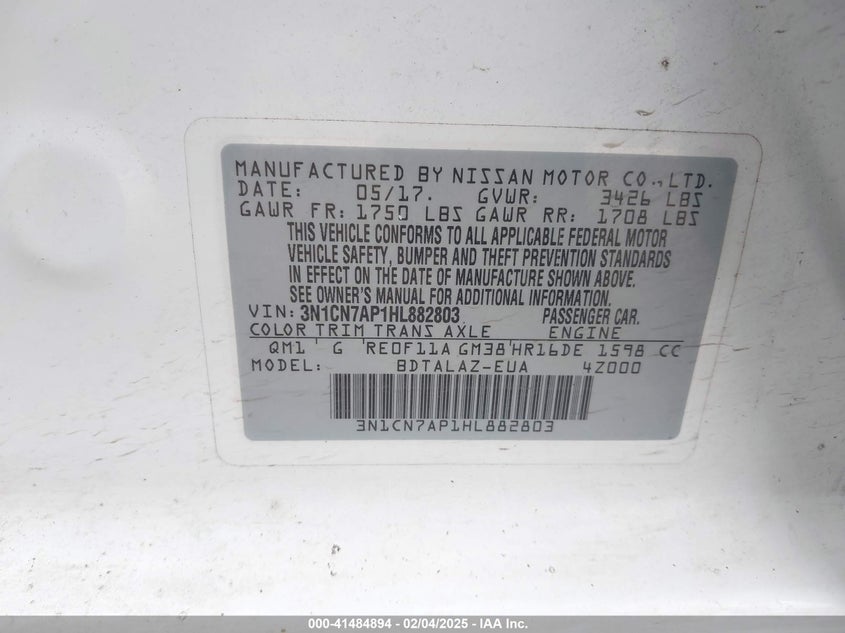 MANUFACTURED BY NISSAN MOTOR CO., LTD.
DATE: 05/17. GVWR: 3426 LBS
GAWR FR: 1750 LBS GAWR RR: 1708 LBS
THIS VEHICLE CONFORMS TO ALL APPLICABLE FEDERAL MOTOR
VEHICLE SAFETY, BUMPER AND THEFT PREVENTION STANDARDS
IN EFFECT ON THE DATE OF MANUFACTURE SHOWN ABOVE.
SEE OWNER'S MANUAL FOR ADDITIONAL INFORMATION.
VIN: 3N1CN7AP1HL882803 PASSENGER CAR.
COLOR TRIM TRANS AXLE ENGINE
QM1 G RE0F11A GM38 HR16DE 1598 CC
MODEL: BDTALAZ-EUA 4Z000
3N1CN7AP1HL882803
000-41484894 - 02/04/2025 - IAA Inc.